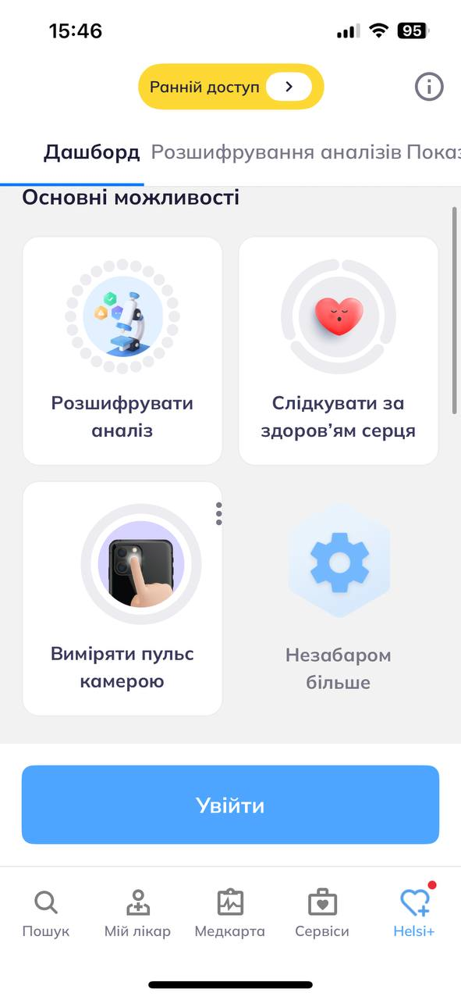 15:46
95
Ранній доступ
Дашборд Розшифрування аналізів Пока
Основні можливості
Розшифрувати
аналіз
Слідкувати за
здоров’ям серця
Виміряти пульс
камерою
Незабаром
більше
Увійти
Пошук
Мій лікар
Медкарта
Сервіси
Helsi+